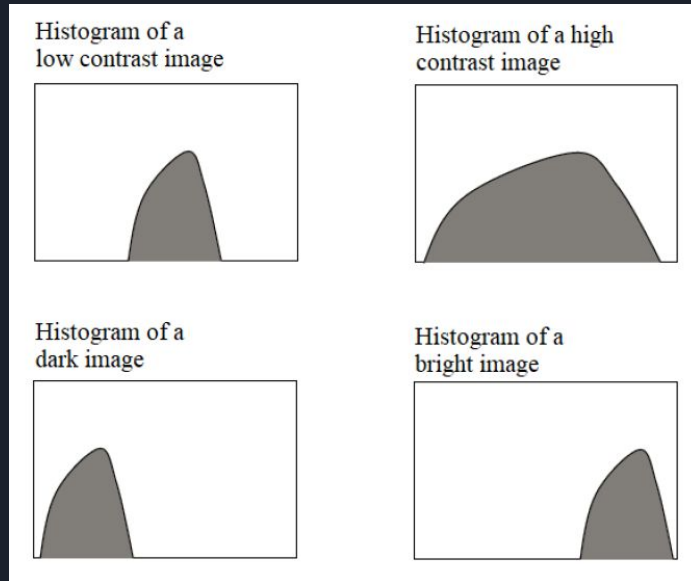 Histogram of a
low contrast image
Histogram of a high
contrast image
Histogram of a
dark image
Histogram of a
bright image